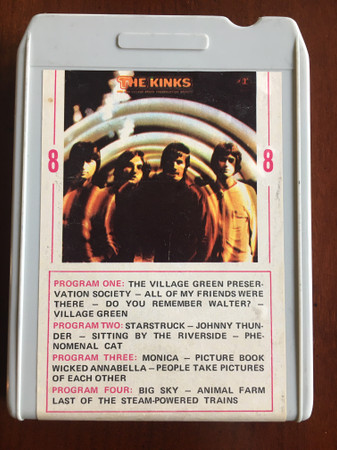 THE KINKS
8 8
PROGRAM ONE: THE VILLAGE GREEN PRESER-
VATION SOCIETY – ALL OF MY FRIENDS WERE
THERE – DO YOU REMEMBER WALTER? –
VILLAGE GREEN
PROGRAM TWO: STARSTRUCK – JOHNNY THUN-
DER – SITTING BY THE RIVERSIDE – PHE-
NOMENAL CAT
PROGRAM THREE: MONICA – PICTURE BOOK
WICKED ANNABELLA – PEOPLE TAKE PICTURES
OF EACH OTHER
PROGRAM FOUR: BIG SKY – ANIMAL FARM
LAST OF THE STEAM-POWERED TRAINS